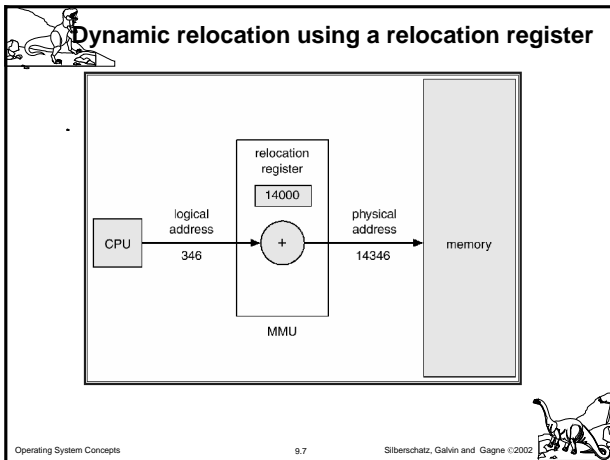 Dynamic relocation using a relocation register
relocation
register
14000
logical
address
physical
address
CPU
+
memory
346
14346
MMU
Operating System Concepts
9.7
Silberschatz, Galvin and Gagne ©2002